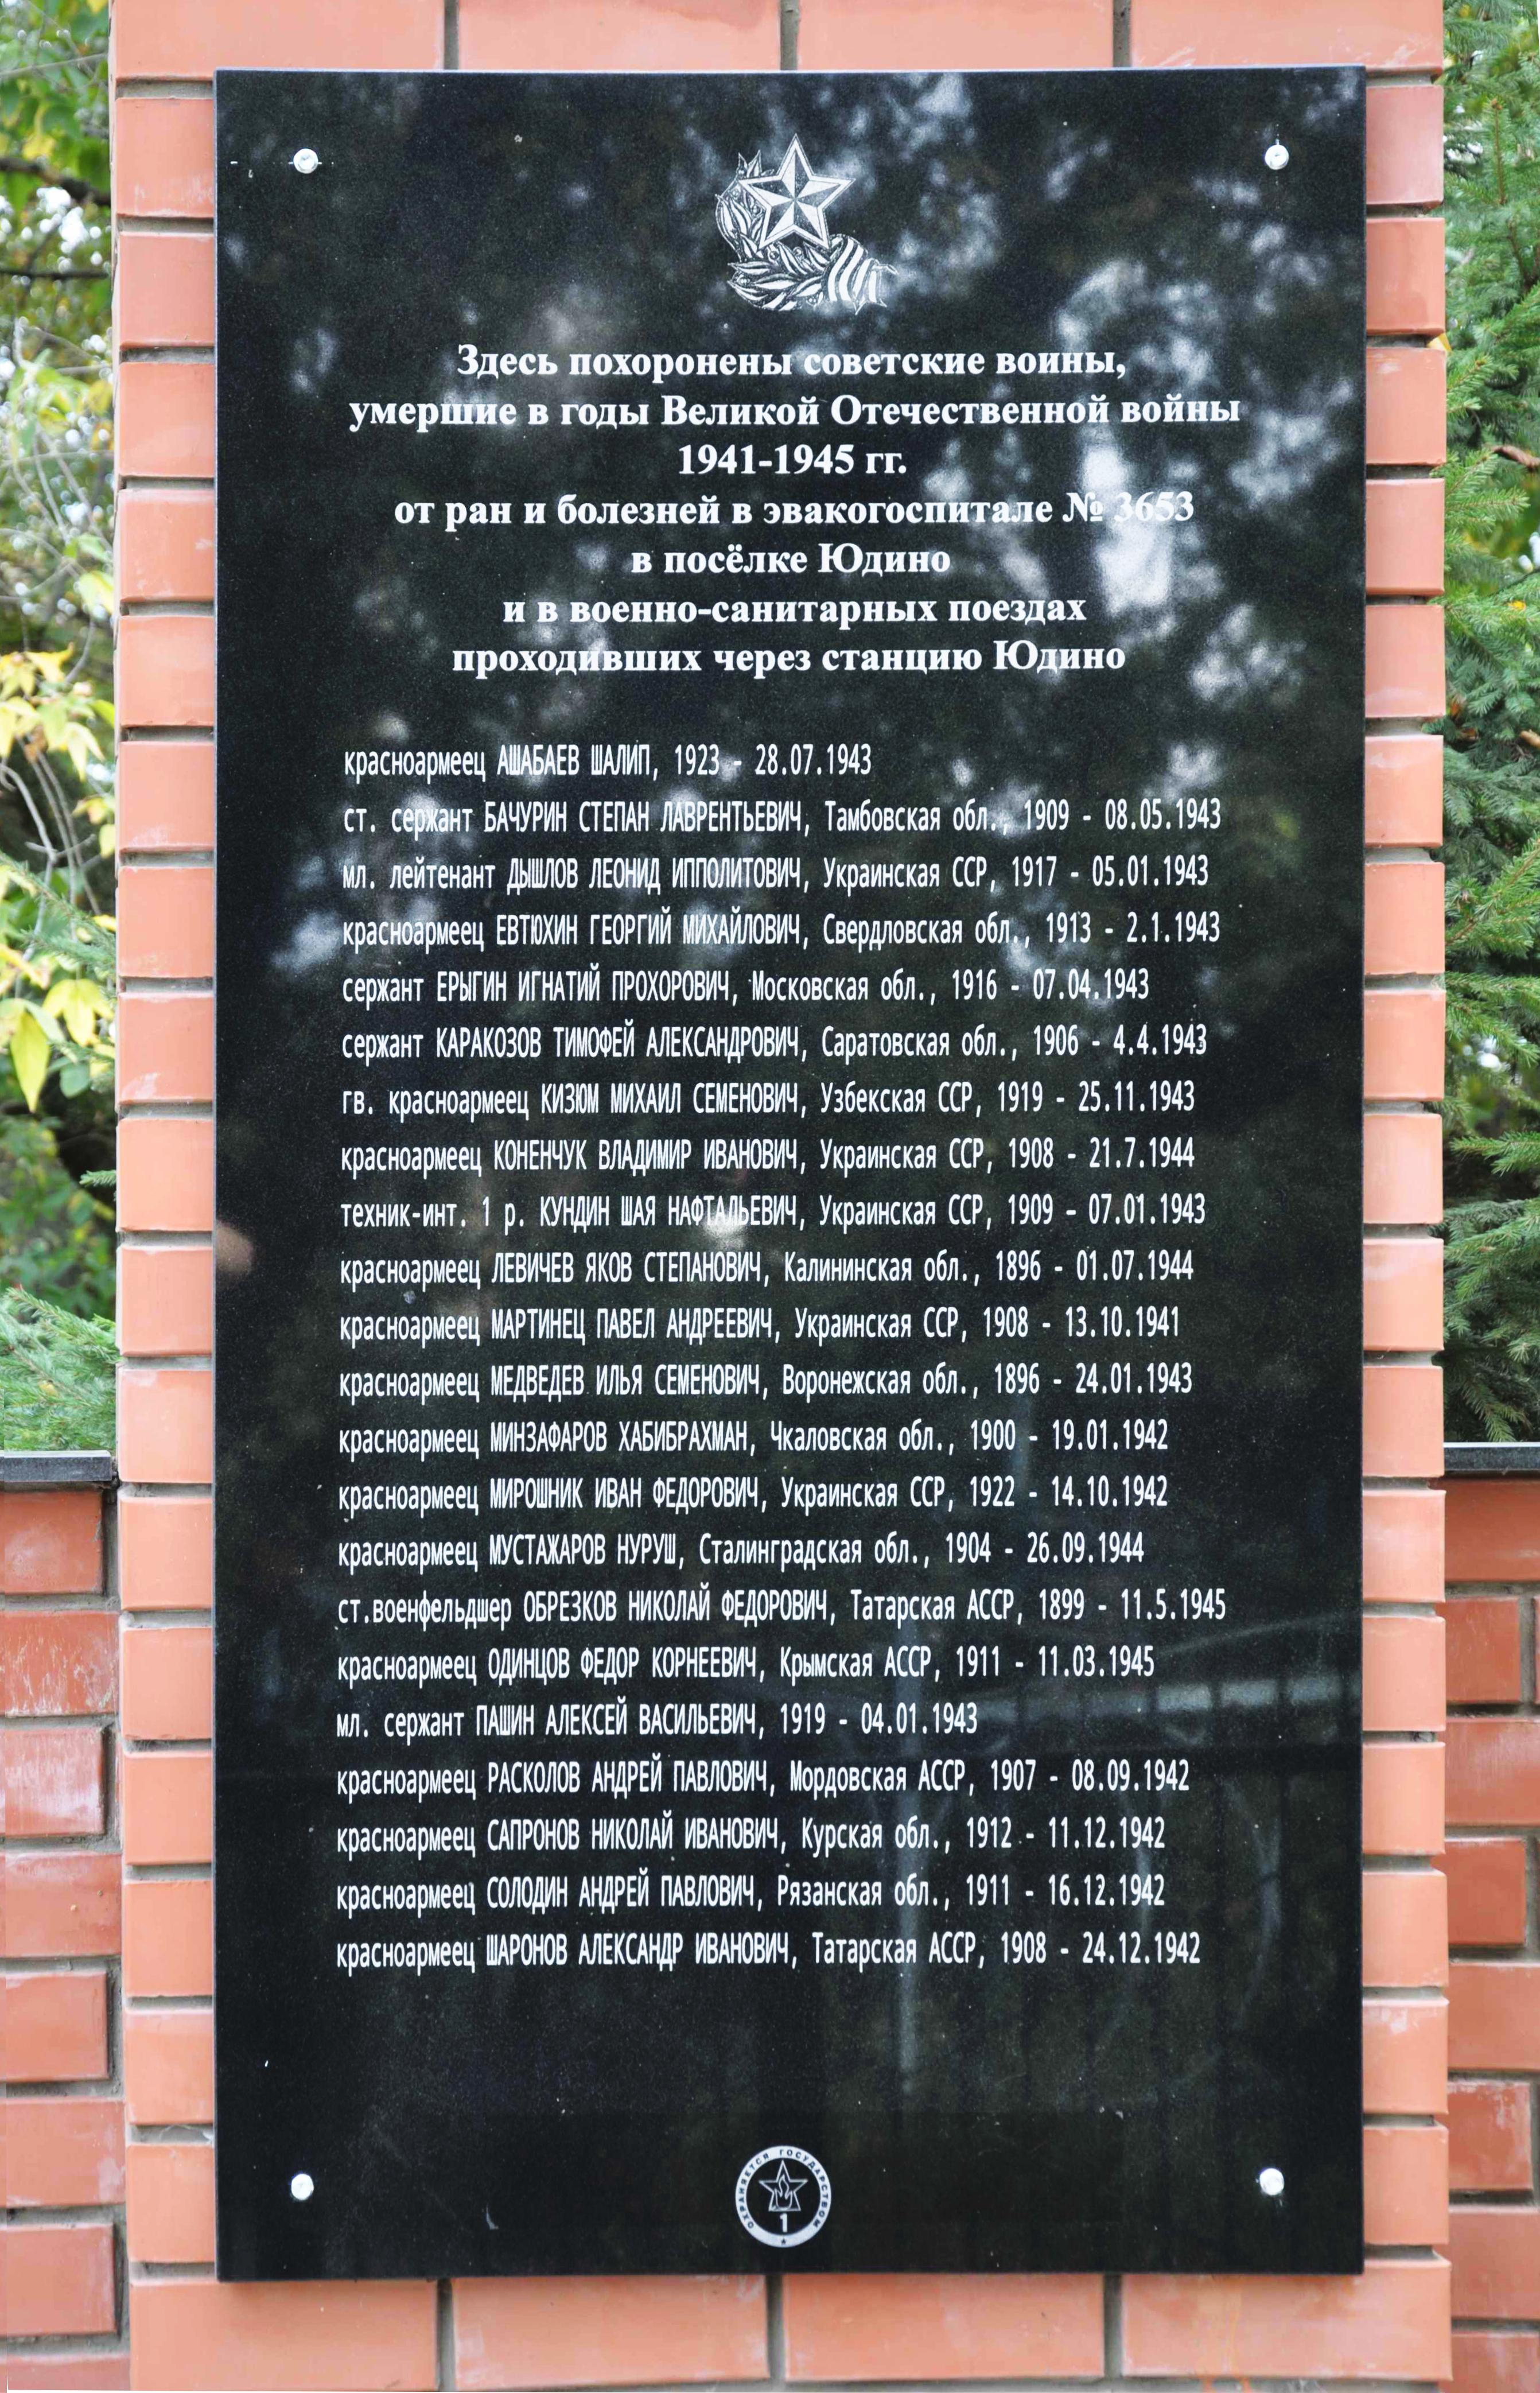 Здесь похоронены советские воины,
умершие в годы Великой Отечественной войны
1941-1945 гг.
от ран и болезней в эвакогоспитале № 3653
в посёлке Юдино
и в военно-санитарных поездах
проходивших через станцию Юдино
красноармеец АШАБАЕВ ШАЛИП, 1923 - 28.07.1943
ст. сержант БАЧУРИН СТЕПАН ЛАВРЕНТЬЕВИЧ, Тамбовская обл., 1909 - 08.05.1943
мл. лейтенант ДЫШЛОВ ЛЕОНИД ИППОЛИТОВИЧ, Украинская ССР, 1917 - 05.01.1943
красноармеец ЕВТЮХИН ГЕОРГИЙ МИХАЙЛОВИЧ, Свердловская обл., 1913 - 2.1.1943
сержант ЕРЫГИН ИГНАТИЙ ПРОХОРОВИЧ, Московская обл., 1916 - 07.04.1943
сержант КАРАКОЗОВ ТИМОФЕЙ АЛЕКСАНДРОВИЧ, Саратовская обл., 1906 - 4.4.1943
гв. красноармеец КИЗЮМ МИХАИЛ СЕМЕНОВИЧ, Узбекская ССР, 1919 - 25.11.1943
красноармеец КОНЕНЧУК ВЛАДИМИР ИВАНОВИЧ, Украинская ССР, 1908 - 21.7.1944
техник-инт. 1 р. КУНДИН ШАЯ НАФТАЛЬЕВИЧ, Украинская ССР, 1909 - 07.01.1943
красноармеец ЛЕВИЧЕВ ЯКОВ СТЕПАНОВИЧ, Калининская обл., 1896 - 01.07.1944
красноармеец МАРТИНЕЦ ПАВЕЛ АНДРЕЕВИЧ, Украинская ССР, 1908 - 13.10.1941
красноармеец МЕДВЕДЕВ ИЛЬЯ СЕМЕНОВИЧ, Воронежская обл., 1896 - 24.01.1943
красноармеец МИНЗАФАРОВ ХАБИБРАХМАН, Чкаловская обл., 1900 - 19.01.1942
красноармеец МИРОШНИК ИВАН ФЕДОРОВИЧ, Украинская ССР, 1922 - 14.10.1942
красноармеец МУСТАЖАРОВ НУРУШ, Сталинградская обл., 1904 - 26.09.1944
ст.военфельдшер ОБРЕЗКОВ НИКОЛАЙ ФЕДОРОВИЧ, Татарская АССР, 1899 - 11.5.1945
красноармеец ОДИНЦОВ ФЕДОР КОРНЕЕВИЧ, Крымская АССР, 1911 - 11.03.1945
мл. сержант ПАШИН АЛЕКСЕЙ ВАСИЛЬЕВИЧ, 1919 - 04.01.1943
красноармеец РАСКОЛОВ АНДРЕЙ ПАВЛОВИЧ, Мордовская АССР, 1907 - 08.09.1942
красноармеец САПРОНОВ НИКОЛАЙ ИВАНОВИЧ, Курская обл., 1912 - 11.12.1942
красноармеец СОЛОДИН АНДРЕЙ ПАВЛОВИЧ, Рязанская обл., 1911 - 16.12.1942
красноармеец ШАРОНОВ АЛЕКСАНДР ИВАНОВИЧ, Татарская АССР, 1908 - 24.12.1942
ОХРАНЯЕТСЯ ГОСУДАРСТВОМ
1